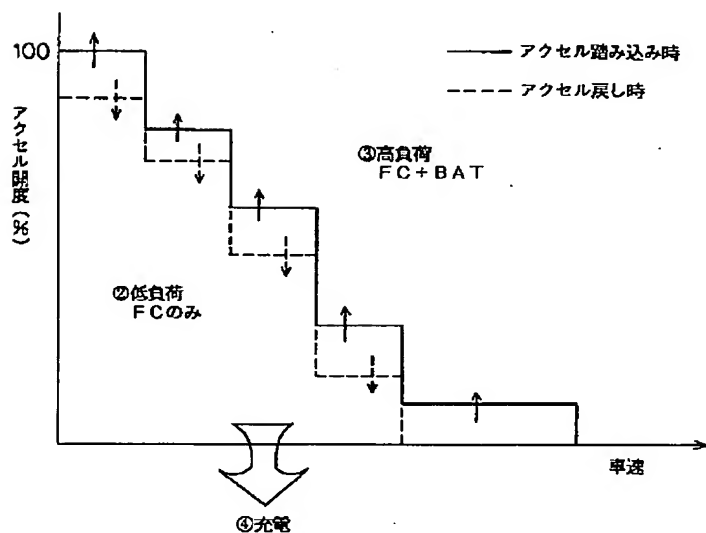 100
アクセル開度(%)
アクセル踏み込み時
アクセル戻し時
③高負荷
FC+BAT
②低負荷
FCのみ
車速
④充電